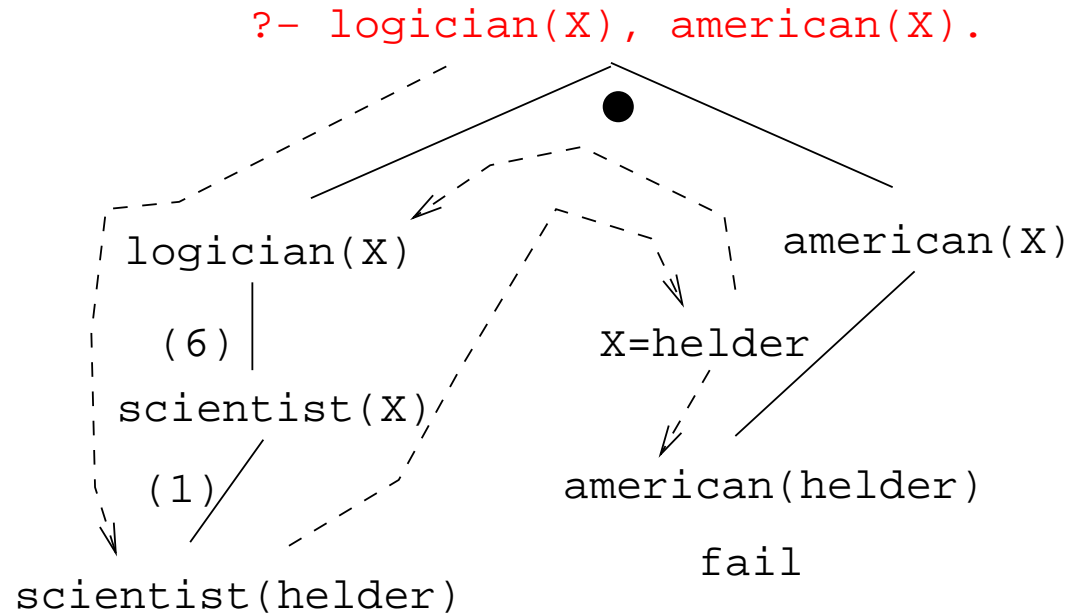 ?– logician(X), american(X).
logician(X)
american(X)
(6)
X=helder
scientist(X)
(1)
american(helder)
fail
scientist(helder)